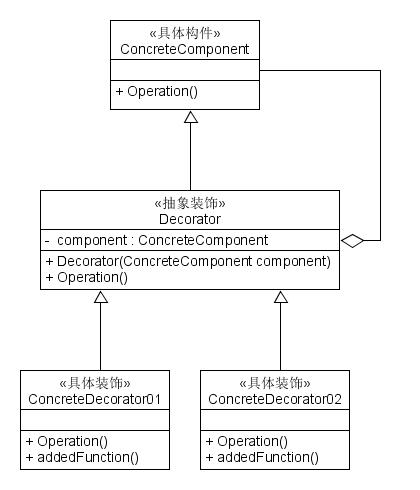 «具体构件»
ConcreteComponent
+ Operation()
«抽象装饰»
Decorator
- component : ConcreteComponent
+ Decorator(ConcreteComponent component)
+ Operation()
«具体装饰»
ConcreteDecorator01
+ Operation()
+ addedFunction()
«具体装饰»
ConcreteDecorator02
+ Operation()
+ addedFunction()